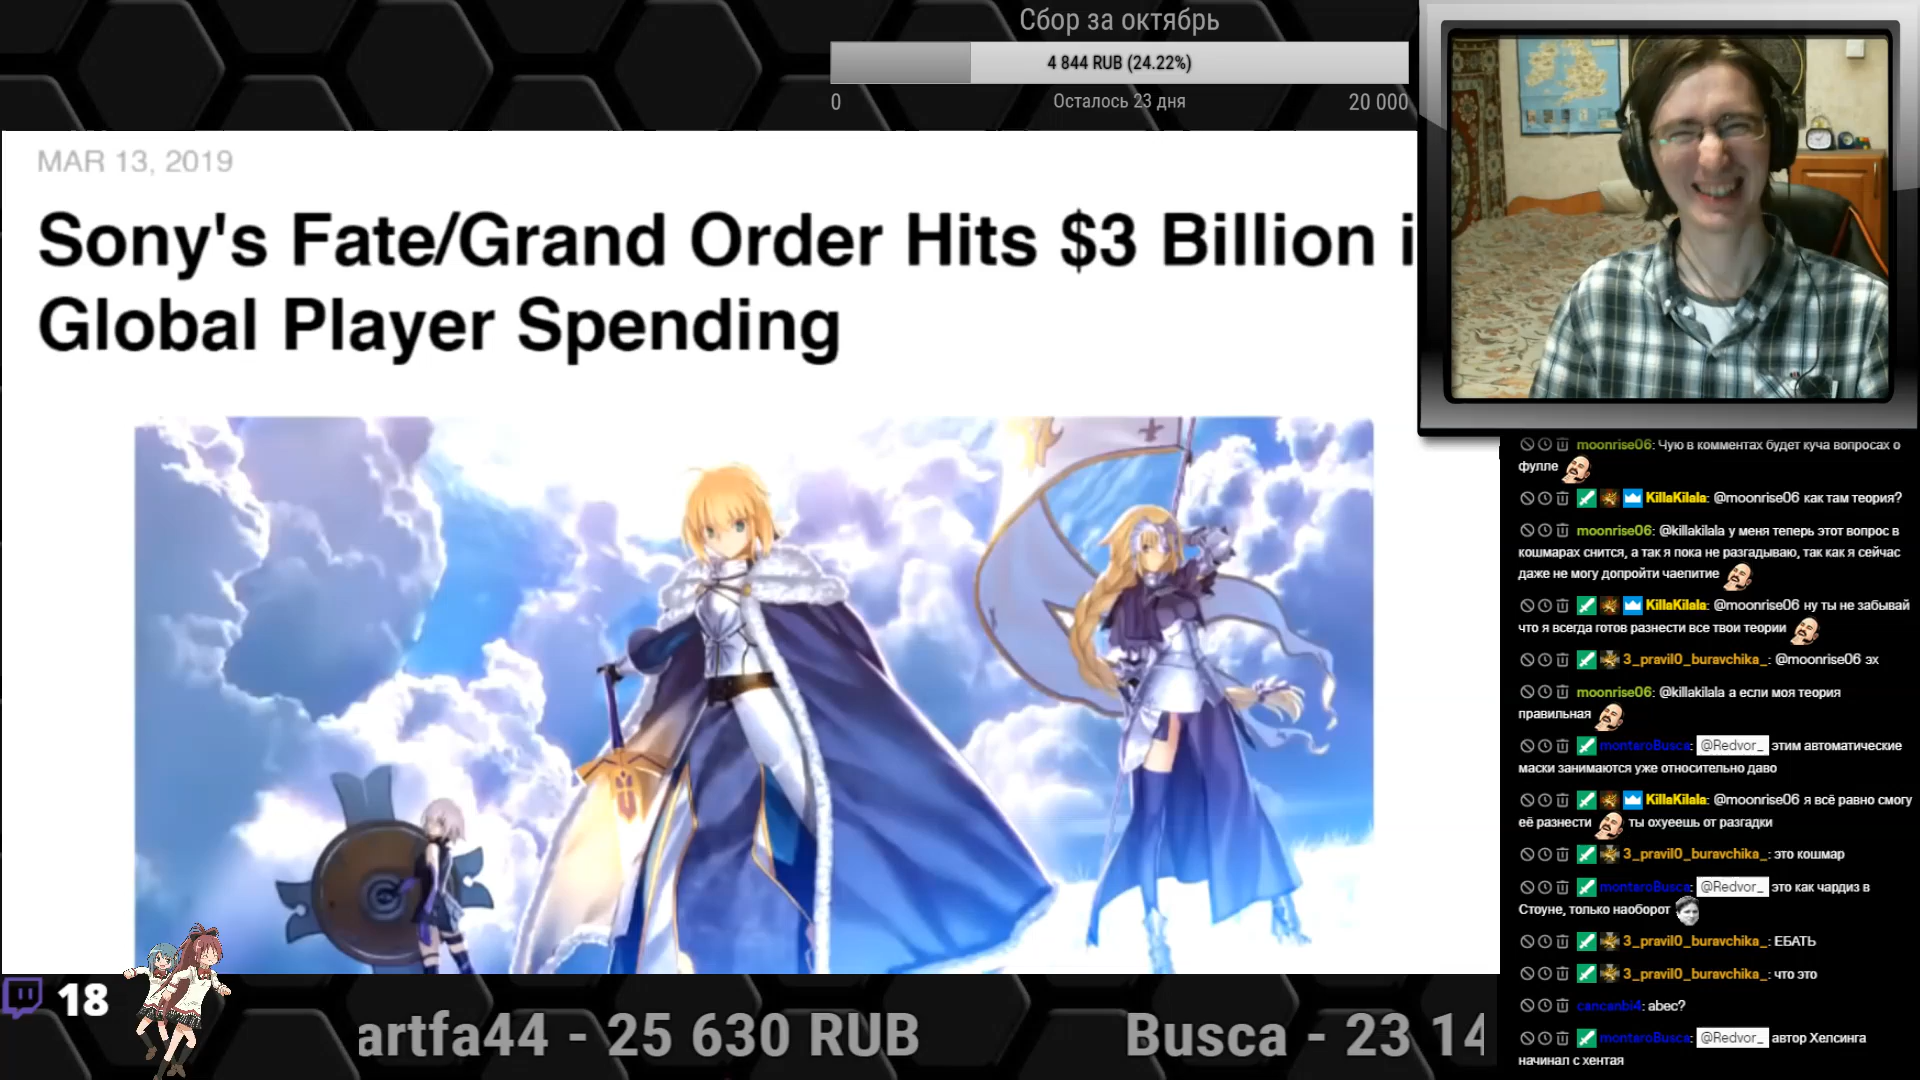 Сбор за октябрь
4 844 RUB (24.22%)
0
Осталось 23 дня
20 000
MAR 13, 2019
Sony's Fate/Grand Order Hits $3 Billion i
Global Player Spending
moonrise06: Чую в комментах будет куча вопросах о
фулле
KillaKilala: @moonrise06 как там теория?
moonrise06: @killakilala у меня теперь этот вопрос в
кошмарах снится, а так я пока не разгадываю, так как я сейчас
даже не могу допройти чаепитие
KillaKilala: @moonrise06 ну ты не забывай
что я всегда готов разнести все твои теории
3_pravil0_buravchika_: @moonrise06 эх
moonrise06: @killakilala а если моя теория
правильная
montaroBusca: @Redvor_ этим автоматические
маски занимаются уже относительно даво
KillaKilala: @moonrise06 я всё равно смогу
её разнести ты охуеешь от разгадки
3_pravil0_buravchika_: это кошмар
montaroBusca: @Redvor_ это как чардиз в
Стоуне, только наоборот
3_pravil0_buravchika_: ЕБАТЬ
3_pravil0_buravchika_: что это
cancanbi4: abec?
montaroBusca: @Redvor_ автор Хелсинга
начинал с хентая
18
artfa44 - 25 630 RUB
Busca - 23 14